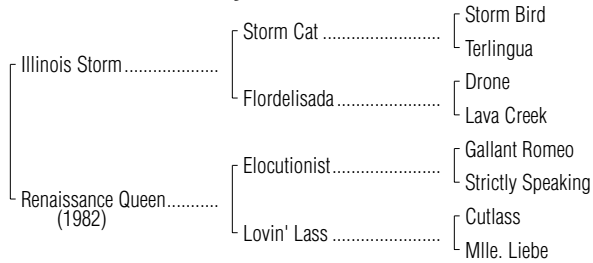 Storm Bird
Storm Cat ........................
Terlingua
Illinois Storm....................
Drone
Flordelisada......................
Lava Creek
Gallant Romeo
Elocutionist.......................
Strictly Speaking
Renaissance Queen...........
(1982)
Cutlass
Lovin' Lass .......................
Mlle. Liebe